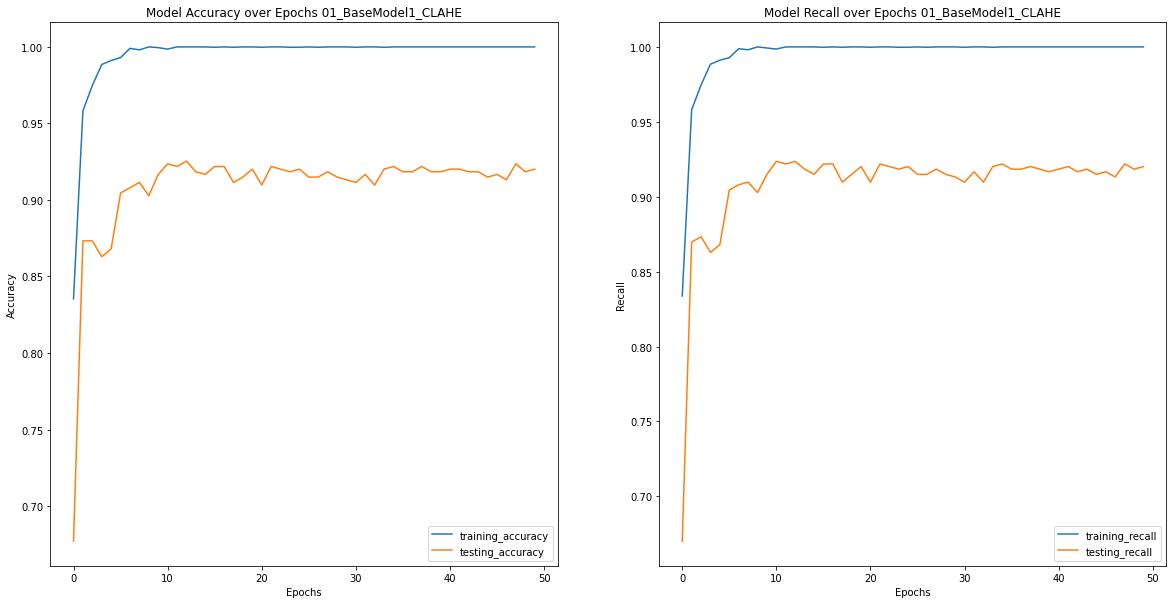 Model Accuracy over Epochs 01_BaseModel1_CLAHE
1.00
0.95
0.90
0.85
0.80
0.75
0.70
Accuracy
0 10 20 30 40 50
Epochs
training_accuracy
testing_accuracy
Model Recall over Epochs 01_BaseModel1_CLAHE
1.00
0.95
0.90
0.85
0.80
0.75
0.70
Recall
0 10 20 30 40 50
Epochs
training_recall
testing_recall